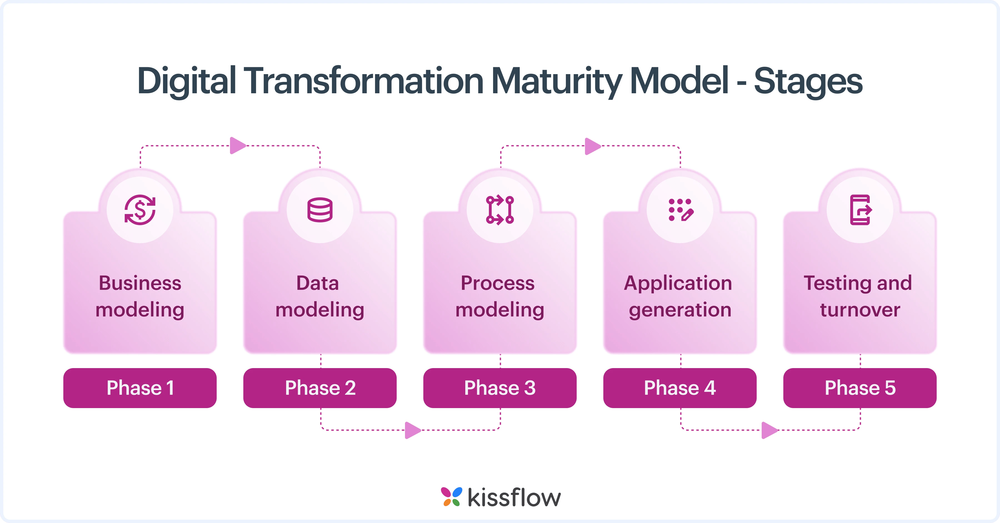 Digital Transformation Maturity Model - Stages
Business
modeling
Data
modeling
Process
modeling
Application
generation
Testing and
turnover
Phase 1
Phase 2
Phase 3
Phase 4
Phase 5
kissflow